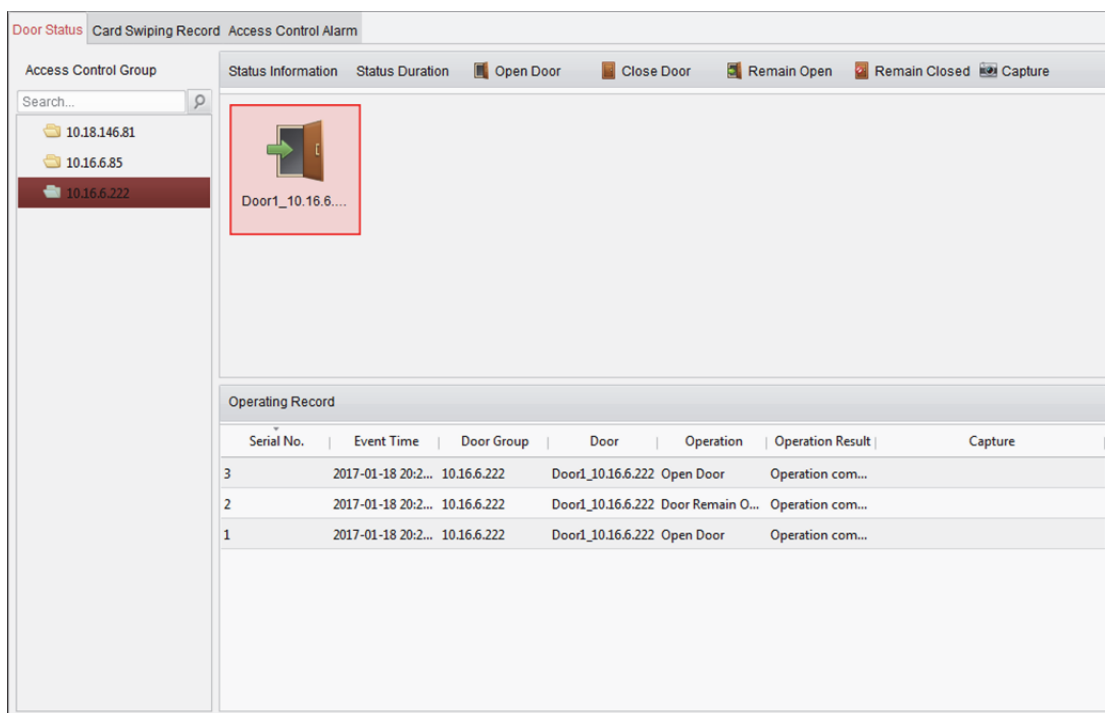 Door Status Card Swiping Record Access Control Alarm
Access Control Group
Search...
10.18.146.81
10.16.6.85
10.16.6.222
Status Information Status Duration Open Door Close Door Remain Open Remain Closed Capture
Door1_10.16.6....
Operating Record
Serial No. Event Time Door Group Door Operation Operation Result Capture
3 2017-01-18 20:2... 10.16.6.222 Door1_10.16.6.222 Open Door Operation com...
2 2017-01-18 20:2... 10.16.6.222 Door1_10.16.6.222 Door Remain O... Operation com...
1 2017-01-18 20:2... 10.16.6.222 Door1_10.16.6.222 Open Door Operation com...